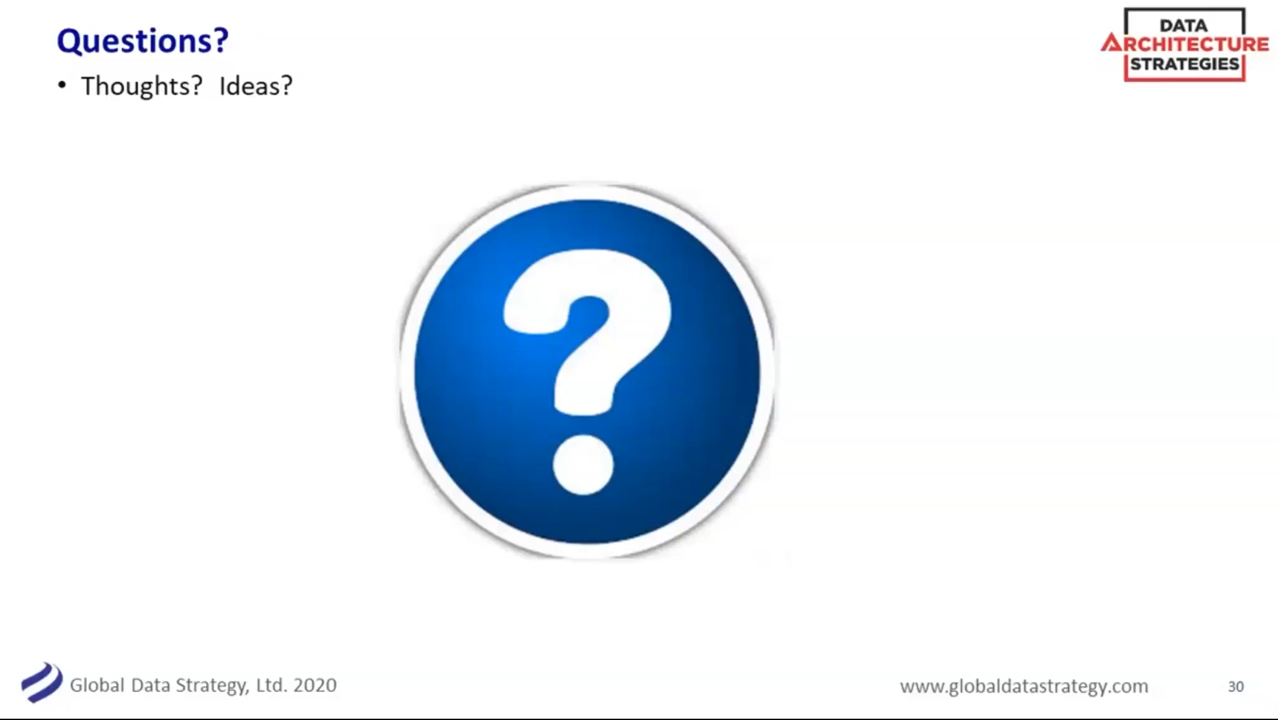 Questions?
• Thoughts? Ideas?
DATA
ARCHITECTURE
STRATEGIES
?
Global Data Strategy, Ltd. 2020
www.globaldatastrategy.com
30